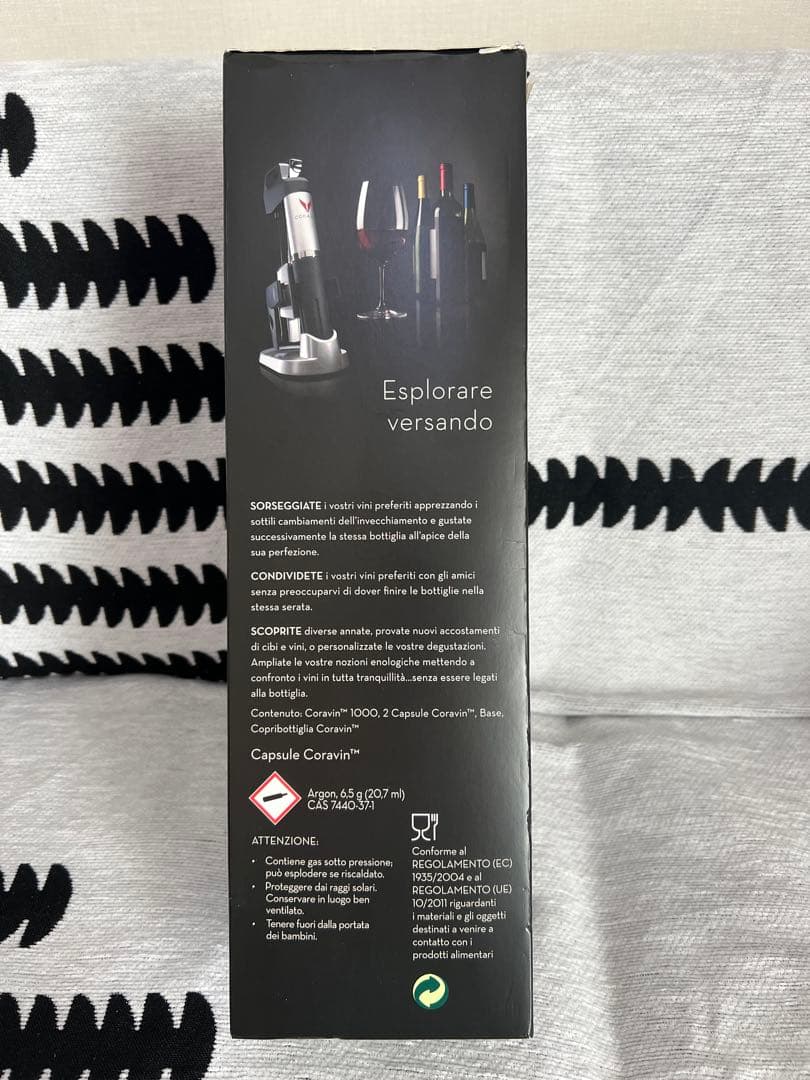 Esplorare
versando
SORSEGGIATE i vostri vini preferiti apprezzando i
sottili cambiamenti dell'invecchiamento e gustate
successivamente la stessa bottiglia all'apice della
sua perfezione.
CONDIVIDETE i vostri vini preferiti con gli amici
senza preoccuparvi di dover finire le bottiglie nella
stessa serata.
SCOPRITE diverse annate, provate nuovi accostamenti
di cibi e vini, o personalizzate le vostre degustazioni.
Ampliate le vostre nozioni enologiche mettendo a
confronto i vini in tutta tranquillità...senza essere legati
alla bottiglia.
Contenuto: Coravin™ 1000, 2 Capsule Coravin™, Base,
Copribottiglia Coravin™
Capsule Coravin™
Argon, 6,5 g (20,7 ml)
CAS 7440-37-1
ATTENZIONE:
• Contiene gas sotto pressione;
può esplodere se riscaldato.
• Proteggere dai raggi solari.
Conservare in luogo ben
ventilato.
• Tenere fuori dalla portata
dei bambini.
Conforme al
REGOLAMENTO (EC)
1935/2004 e al
REGOLAMENTO (UE)
10/2011 riguardanti
i materiali e gli oggetti
destinati a venire a
contatto con i
prodotti alimentari